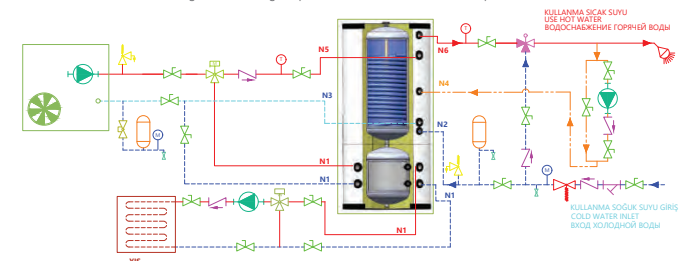 KULLANMA SICAK SUYU
USE HOT WATER
ВОДОСНАБЖЕНИЕ ГОРЯЧЕЙ ВОДЫ
T
T
N5
N6
N4
N3
N2
M
M
N1
N1
N1
N1
KULLANMA SOĞUK SUYU GİRİŞ
COLD WATER INLET
ВХОД ХОЛОДНОЙ ВОДЫ